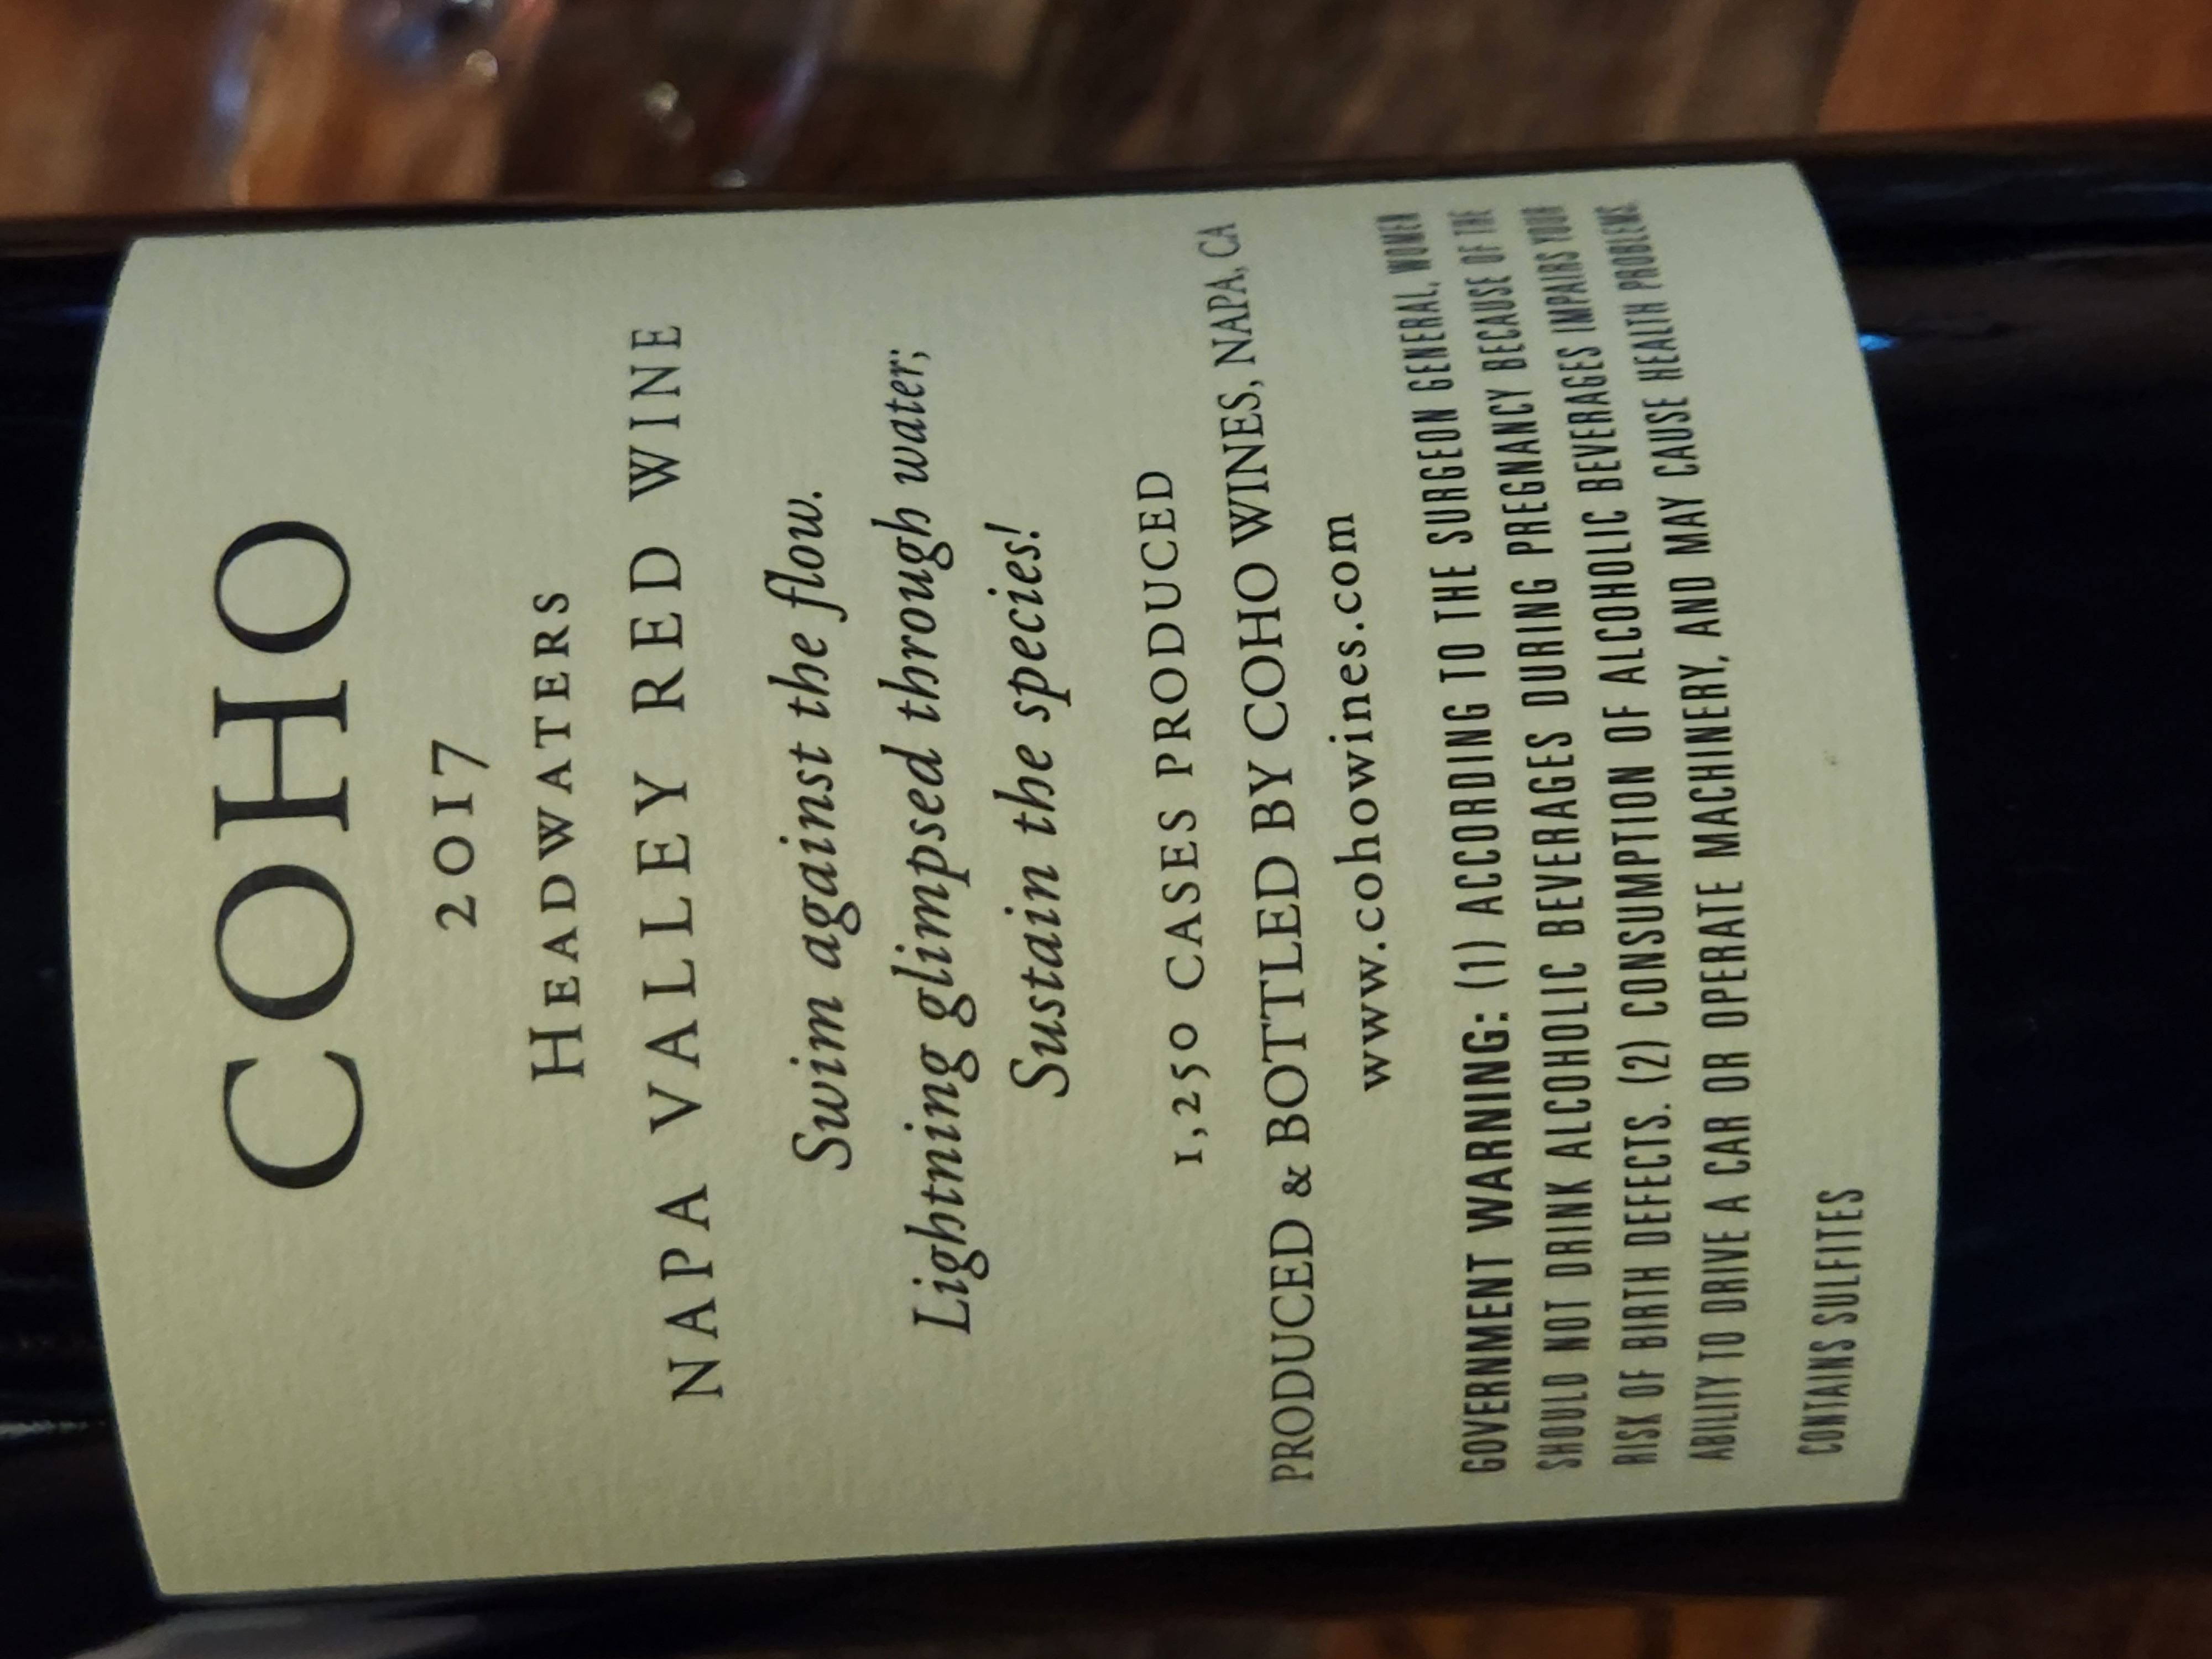 COHO
2017
HEADWATERS
NAPA VALLEY RED WINE
Swim against the flow.
Lightning glimpsed through water;
Sustain the species!
1,250 CASES PRODUCED
PRODUCED & BOTTLED BY COHO WINES, NAPA, CA
www.cohowines.com
GOVERNMENT WARNING: (1) ACCORDING TO THE SURGEON GENERAL, WOMEN
SHOULD NOT DRINK ALCOHOLIC BEVERAGES DURING PREGNANCY BECAUSE OF THE
RISK OF BIRTH DEFECTS. (2) CONSUMPTION OF ALCOHOLIC BEVERAGES IMPAIRS YOUR
ABILITY TO DRIVE A CAR OR OPERATE MACHINERY, AND MAY CAUSE HEALTH PROBLEMS.
CONTAINS SULFITES